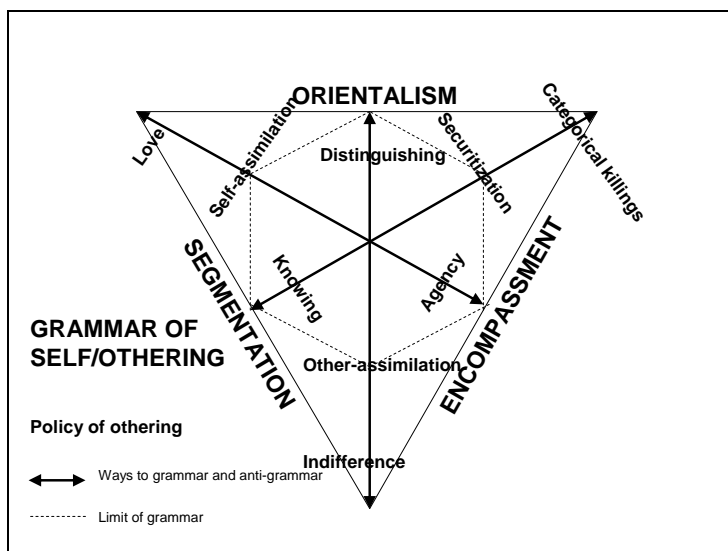 ORIENTALISM
Love
Self-assimilation
Distinguishing
Securitization
Categorical killings
SEGMENTATION
Knowing
Agency
ENCOMPASSMENT
GRAMMAR OF
SELF/OTHERING
Other-assimilation
Policy of othering
Indifference
Ways to grammar and anti-grammar
Limit of grammar